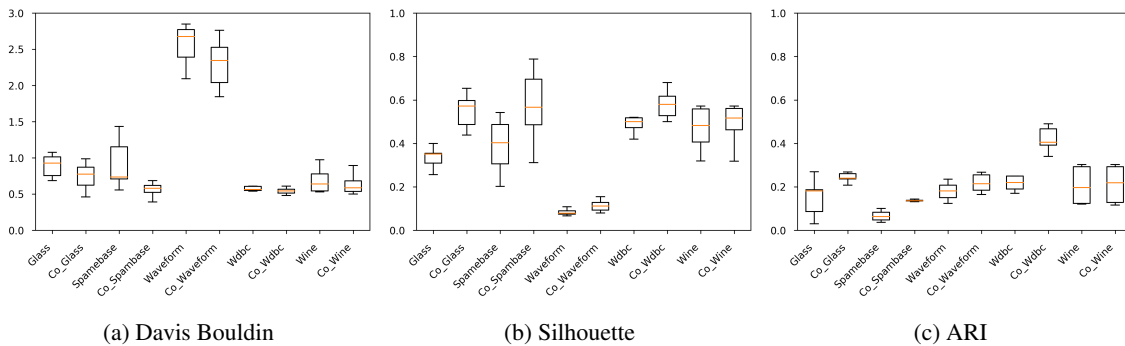 3.0
2.5
2.0
1.5
1.0
0.5
0.0
Glass
Co_Glass
Spamebase
Co_Spambase
Waveform
Co_Waveform
Wdbc
Co_Wdbc
Wine
Co_Wine
(a) Davis Bouldin
1.0
0.8
0.6
0.4
0.2
0.0
Glass
Co_Glass
Spamebase
Co_Spambase
Waveform
Co_Waveform
Wdbc
Co_Wdbc
Wine
Co_Wine
(b) Silhouette
1.0
0.8
0.6
0.4
0.2
0.0
Glass
Co_Glass
Spamebase
Co_Spambase
Waveform
Co_Waveform
Wdbc
Co_Wdbc
Wine
Co_Wine
(c) ARI